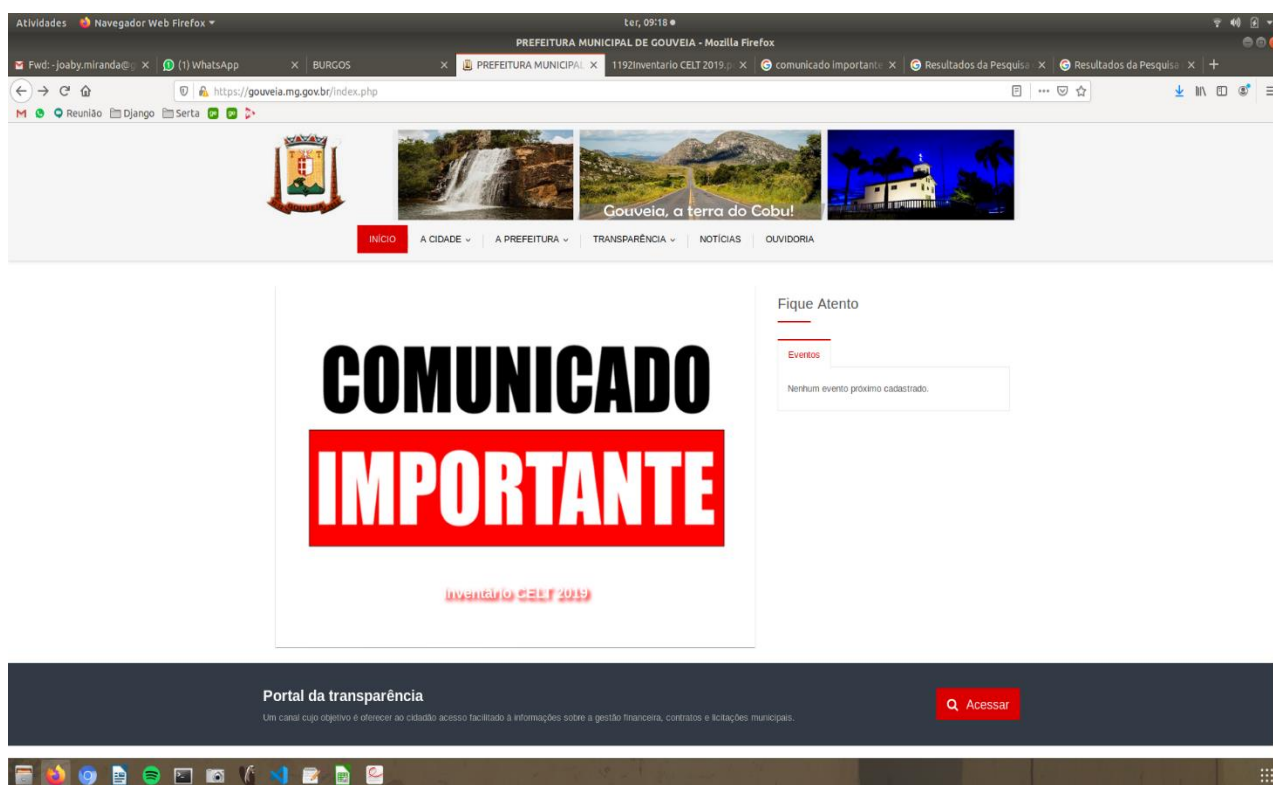 Atividades Navegador Web Firefox ter, 09:18
PREFEITURA MUNICIPAL DE GOUVEIA - Mozilla Firefox
Fwd: - joaby.miranda@g (1) WhatsApp BURGOS PREFEITURA MUNICIPAL 1192Inventario CELT 2019.p comunicado importante Resultados da Pesquisa Resultados da Pesquisa
https://gouveia.mg.gov.br/index.php
Reunião Django Serta
GOUVEIA
Gouveia, a terra do Cobu!
INÍCIO A CIDADE A PREFEITURA TRANSPARÊNCIA NOTÍCIAS OUVIDORIA
Fique Atento
Eventos
Nenhum evento próximo cadastrado.
COMUNICADO
IMPORTANTE
Inventário CELT 2019
Portal da transparência
Um canal cujo objetivo é oferecer ao cidadão acesso facilitado à informações sobre a gestão financeira, contratos e licitações municipais.
Acessar